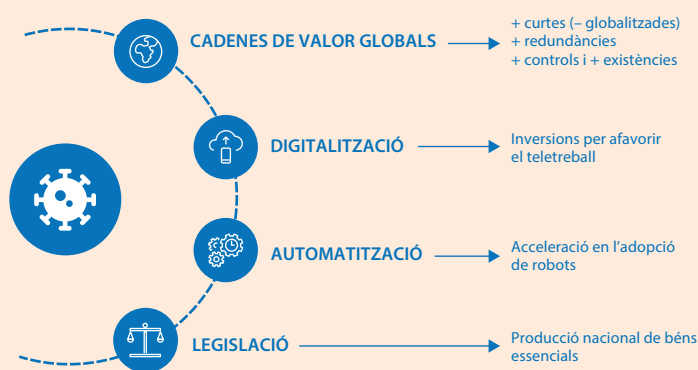 CADENES DE VALOR GLOBALS
+ curtes (– globalitzades)
+ redundàncies
+ controls i + existències
DIGITALITZACIÓ
Inversions per afavorir
el teletreball
AUTOMATITZACIÓ
Acceleració en l’adopció
de robots
LEGISLACIÓ
Producció nacional de béns
essencials